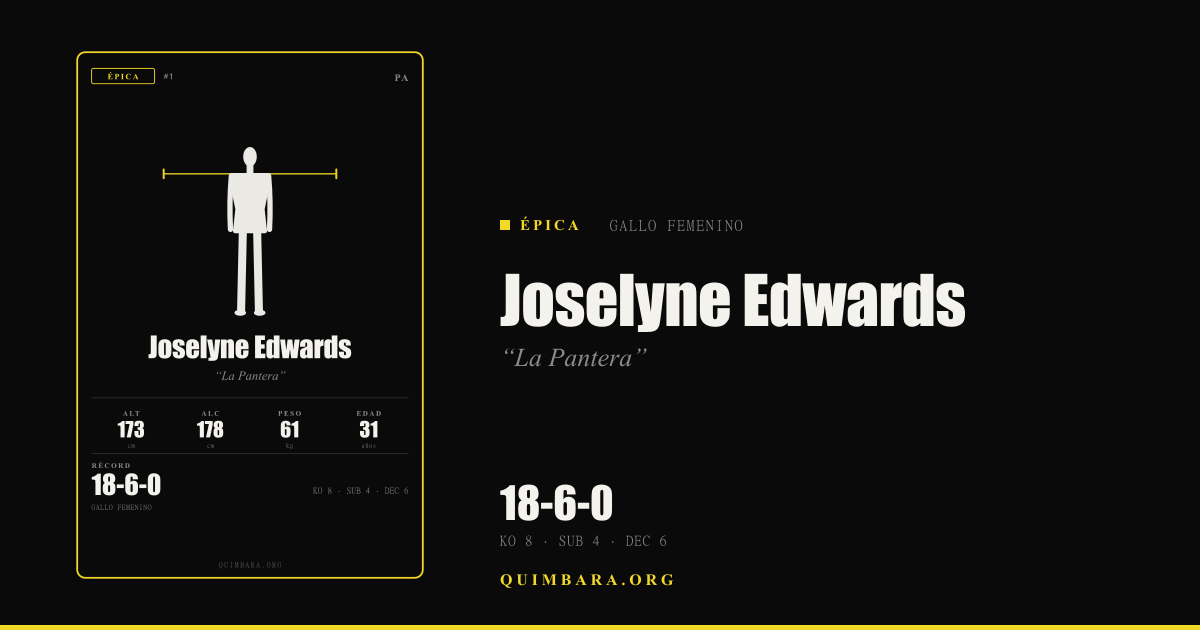 ÉPICA #1 PA
Joselyne Edwards
“La Pantera”
ALT ALC PESO EDAD
173 178 61 31
cm cm kg años
RÉCORD
18-6-0
KO 8 · SUB 4 · DEC 6
GALLO FEMENINO
QUIMBARA.ORG
ÉPICA GALLO FEMENINO
Joselyne Edwards
“La Pantera”
18-6-0
KO 8 · SUB 4 · DEC 6
QUIMBARA.ORG